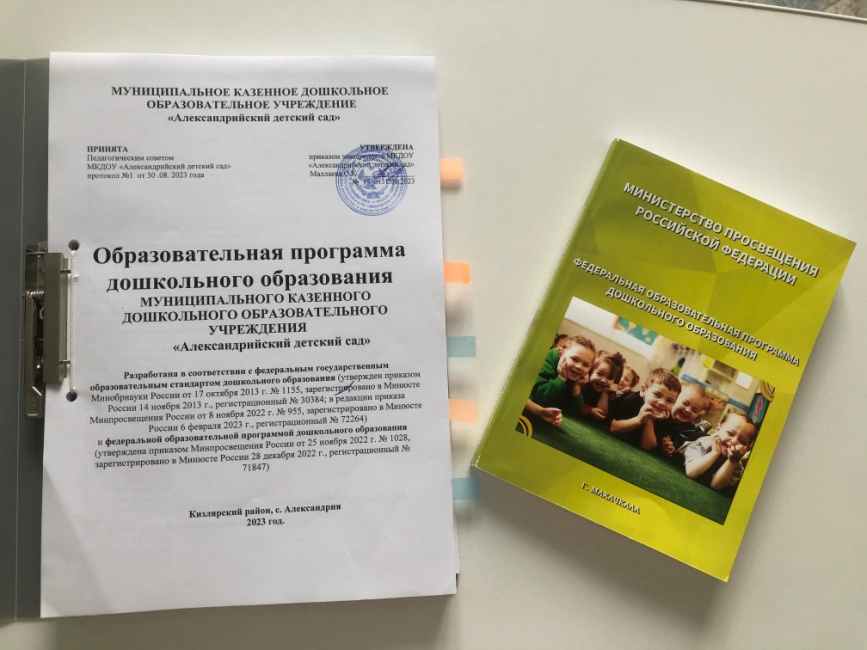 МУНИЦИПАЛЬНОЕ КАЗЕННОЕ ДОШКОЛЬНОЕ
ОБРАЗОВАТЕЛЬНОЕ УЧРЕЖДЕНИЕ
«Александрийский детский сад»
ПРИНЯТА
Педагогическим советом
МКДОУ «Александрийский детский сад»
протокол №1 от 30 .08. 2023 года
УТВЕРЖДЕНА
приказом заведующего МКДОУ
«Александрийский детский сад»
Образовательная программа
дошкольного образования
МУНИЦИПАЛЬНОГО КАЗЕННОГО
ДОШКОЛЬНОГО ОБРАЗОВАТЕЛЬНОГО
УЧРЕЖДЕНИЯ
«Александрийский детский сад»
Разработана в соответствии с федеральным государственным
образовательным стандартом дошкольного образования (утвержден приказом
Минобрнауки России от 17 октября 2013 г. № 1155, зарегистрировано в Минюсте
России 14 ноября 2013 г., регистрационный № 30384; в редакции приказа
Минпросвещения России от 8 ноября 2022 г. № 955, зарегистрировано в Минюсте
России 6 февраля 2023 г., регистрационный № 72264)
и федеральной образовательной программой дошкольного образования
(утверждена приказом Минпросвещения России от 25 ноября 2022 г. № 1028,
зарегистрировано в Минюсте России 28 декабря 2022 г., регистрационный №
71847)
Кизлярский район, с. Александрия
2023 год.
МИНИСТЕРСТВО ПРОСВЕЩЕНИЯ
РОССИЙСКОЙ ФЕДЕРАЦИИ
ФЕДЕРАЛЬНАЯ ОБРАЗОВАТЕЛЬНАЯ ПРОГРАММА
ДОШКОЛЬНОГО ОБРАЗОВАНИЯ
Г. МАХАЧКАЛА